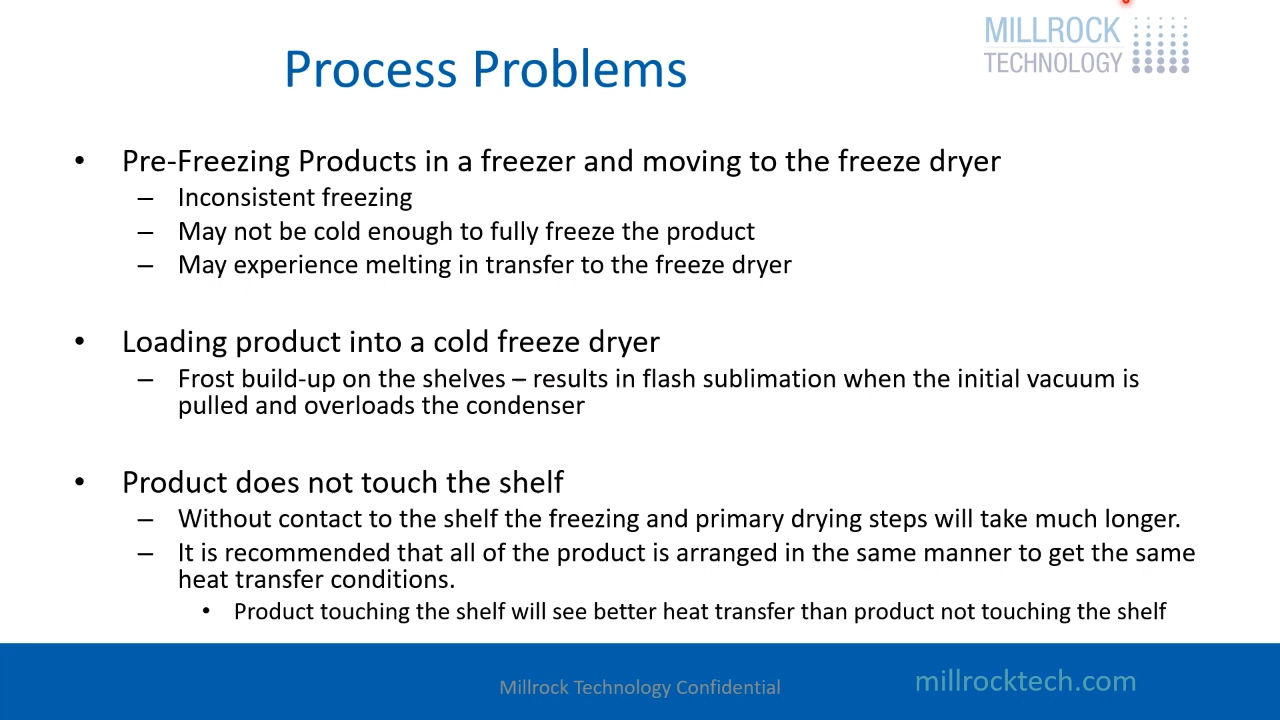 MILLROCK
TECHNOLOGY
Process Problems
• Pre-Freezing Products in a freezer and moving to the freeze dryer
– Inconsistent freezing
– May not be cold enough to fully freeze the product
– May experience melting in transfer to the freeze dryer
• Loading product into a cold freeze dryer
– Frost build-up on the shelves – results in flash sublimation when the initial vacuum is
pulled and overloads the condenser
• Product does not touch the shelf
– Without contact to the shelf the freezing and primary drying steps will take much longer.
– It is recommended that all of the product is arranged in the same manner to get the same
heat transfer conditions.
• Product touching the shelf will see better heat transfer than product not touching the shelf
Millrock Technology Confidential
millrocktech.com